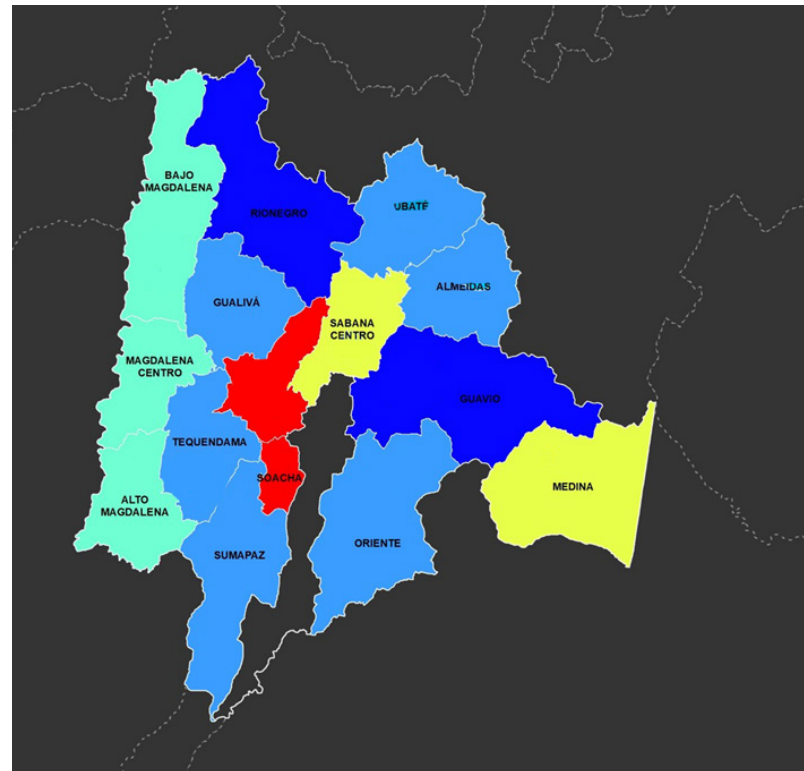 BAJO
MAGDALENA
RIONEGRO
UBATÉ
ALMEIDAS
GUALIVÁ
SABANA
CENTRO
MAGDALENA
CENTRO
GUAVIO
TEQUENDAMA
SOACHA
MEDINA
ALTO
MAGDALENA
ORIENTE
SUMAPAZ